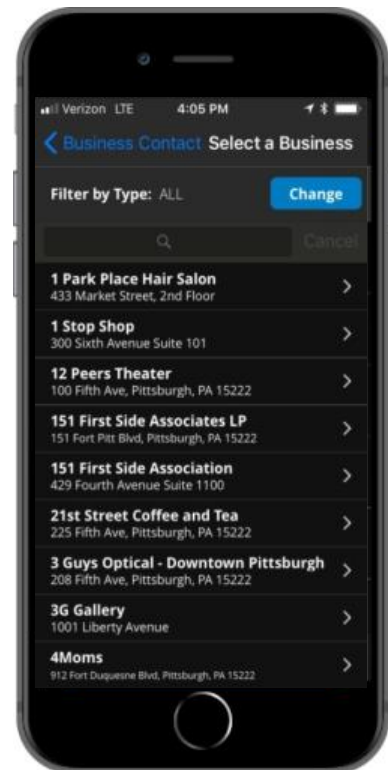 Verizon LTE 4:05 PM
Business Contact Select a Business
Filter by Type: ALL Change
Cancel
1 Park Place Hair Salon
433 Market Street, 2nd Floor
1 Stop Shop
300 Sixth Avenue Suite 101
12 Peers Theater
100 Fifth Ave, Pittsburgh, PA 15222
151 First Side Associates LP
151 Fort Pitt Blvd, Pittsburgh, PA 15222
151 First Side Association
429 Fourth Avenue Suite 1100
21st Street Coffee and Tea
225 Fifth Ave, Pittsburgh, PA 15222
3 Guys Optical - Downtown Pittsburgh
208 Fifth Ave, Pittsburgh, PA 15222
3G Gallery
1001 Liberty Avenue
4Moms
912 Fort Duquesne Blvd, Pittsburgh, PA 15222